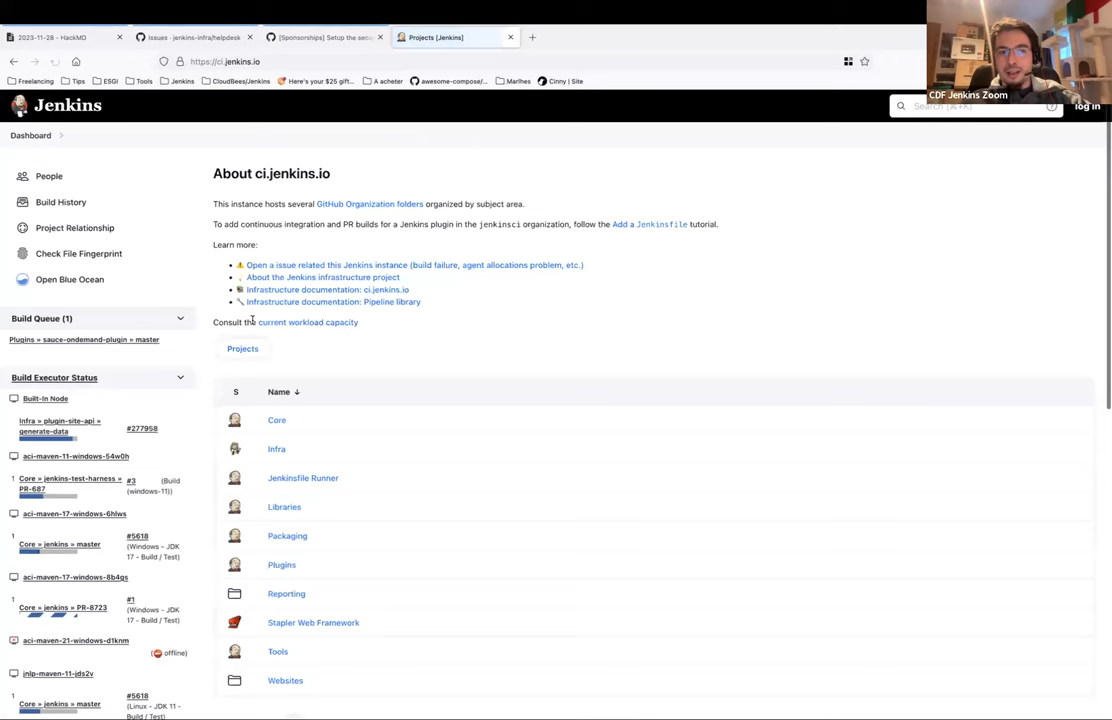 2023-11-28 - HackMD
Issues · jenkins-infra/helpdesk
[Sponsorships] Setup the sec
Projects [Jenkins]
https://ci.jenkins.io
Freelancing
Tips
ESGI
Tools
Jenkins
CloudBees/Jenkins
Here's your $25 gift...
A acheter
awesome-compose/...
Marlhes
Cinny | Site
CDF Jenkins Zoom
Jenkins
Search (⌘+K)
log in
Dashboard
People
Build History
Project Relationship
Check File Fingerprint
Open Blue Ocean
Build Queue (1)
Plugins » sauce-ondemand-plugin » master
Build Executor Status
Built-In Node
Infra » plugin-site-api »
generate-data
#277958
aci-maven-11-windows-54w0h
1 Core » jenkins-test-harness »
PR-687
#3 (Build
(windows-11))
aci-maven-17-windows-6hlws
1 Core » jenkins » master
#5618
(Windows - JDK
17 - Build / Test)
aci-maven-17-windows-8b4qs
1 Core » jenkins » PR-8723
#1
(Windows - JDK
17 - Build / Test)
aci-maven-21-windows-d1knm
(offline)
jnlp-maven-11-jds2v
1 Core » jenkins » master
#5618
(Linux - JDK 11 -
Build / Test)
About ci.jenkins.io
This instance hosts several GitHub Organization folders organized by subject area.
To add continuous integration and PR builds for a Jenkins plugin in the jenkinsci organization, follow the Add a Jenkinsfile tutorial.
Learn more:
Open a issue related this Jenkins instance (build failure, agent allocations problem, etc.)
About the Jenkins infrastructure project
Infrastructure documentation: ci.jenkins.io
Infrastructure documentation: Pipeline library
Consult the current workload capacity
Projects
S Name ↓
Core
Infra
Jenkinsfile Runner
Libraries
Packaging
Plugins
Reporting
Stapler Web Framework
Tools
Websites